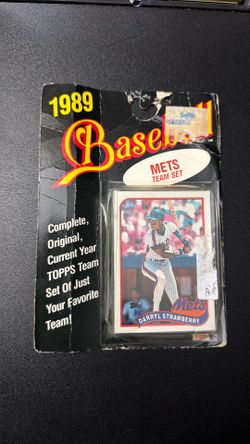 1989
Baseball
METS
TEAM SET
Complete,
Original,
Current Year
TOPPS Team
Set Of Just
Your Favorite
Team!
Topps
Mets
DARRYL STRAWBERRY